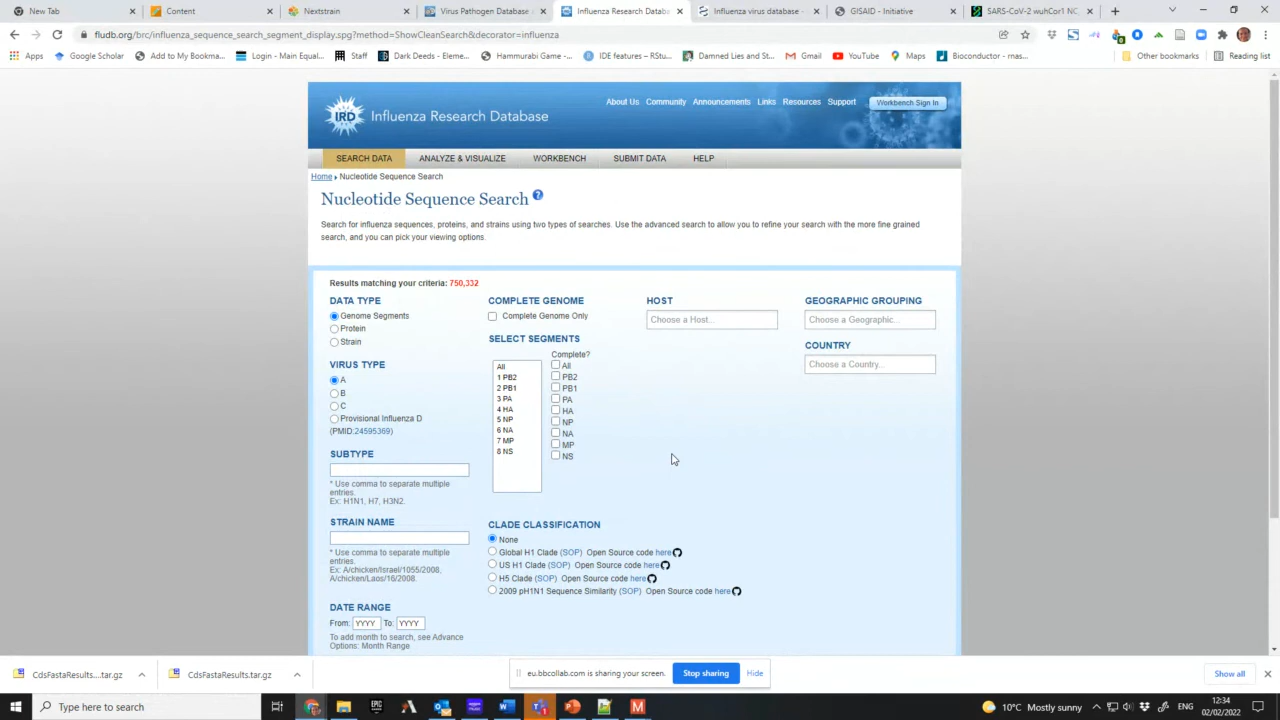 New Tab
Content
Nextstrain
Virus Pathogen Database
Influenza Research Databa
Influenza virus database -
GISAID - Initiative
SARS-CoV-2 wuhCor1 NC
fludb.org/brc/influenza_sequence_search_segment_display.spg?method=ShowCleanSearch&decorator=influenza
Apps
Google Scholar
Add to My Bookmar...
Login - Main Equal...
Staff
Dark Deeds - Eleme...
Hammurabi Game -...
IDE features – RStu...
Damned Lies and St...
Gmail
YouTube
Maps
Bioconductor - rma...
Other bookmarks
Reading list
About Us Community Announcements Links Resources Support
Workbench Sign In
IRD Influenza Research Database
SEARCH DATA ANALYZE & VISUALIZE WORKBENCH SUBMIT DATA HELP
Home Nucleotide Sequence Search
Nucleotide Sequence Search ?
Search for influenza sequences, proteins, and strains using two types of searches. Use the advanced search to allow you to refine your search with the more fine grained
search, and you can pick your viewing options.
Results matching your criteria: 750,332
DATA TYPE
Genome Segments
Protein
Strain
VIRUS TYPE
A
B
C
Provisional Influenza D
(PMID:24595369)
SUBTYPE
* Use comma to separate multiple
entries.
Ex: H1N1, H7, H3N2.
STRAIN NAME
* Use comma to separate multiple
entries.
Ex: A/chicken/Israel/1055/2008,
A/chicken/Laos/16/2008.
DATE RANGE
From: YYYY To: YYYY
To add month to search, see Advance
Options: Month Range
COMPLETE GENOME
Complete Genome Only
SELECT SEGMENTS
All
1 PB2
2 PB1
3 PA
4 HA
5 NP
6 NA
7 MP
8 NS
Complete?
All
PB2
PB1
PA
HA
NP
NA
MP
NS
CLADE CLASSIFICATION
None
Global H1 Clade (SOP) Open Source code here
US H1 Clade (SOP) Open Source code here
H5 Clade (SOP) Open Source code here
2009 pH1N1 Sequence Similarity (SOP) Open Source code here
HOST
Choose a Host...
GEOGRAPHIC GROUPING
Choose a Geographic...
COUNTRY
Choose a Country...
CdsFastaResults....tar.gz
CdsFastaResults.tar.gz
eu.bbcollab.com is sharing your screen.
Stop sharing
Hide
Show all
Type here to search
EPIC
10°C Mostly sunny
ENG
12:34
02/02/2022